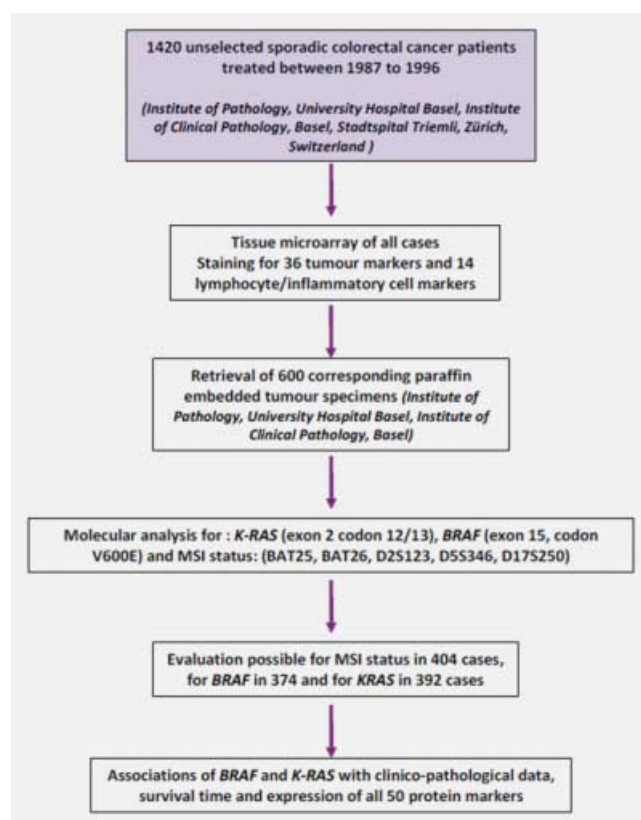 1420 unselected sporadic colorectal cancer patients
treated between 1987 to 1996
(Institute of Pathology, University Hospital Basel, Institute
of Clinical Pathology, Basel, Stadtspital Triemli, Zürich,
Switzerland )
Tissue microarray of all cases
Staining for 36 tumour markers and 14
lymphocyte/inflammatory cell markers
Retrieval of 600 corresponding paraffin
embedded tumour specimens (Institute of
Pathology, University Hospital Basel, Institute of
Clinical Pathology, Basel)
Molecular analysis for : K-RAS (exon 2 codon 12/13), BRAF (exon 15, codon
V600E) and MSI status: (BAT25, BAT26, D2S123, D5S346, D17S250)
Evaluation possible for MSI status in 404 cases,
for BRAF in 374 and for KRAS in 392 cases
Associations of BRAF and K-RAS with clinico-pathological data,
survival time and expression of all 50 protein markers